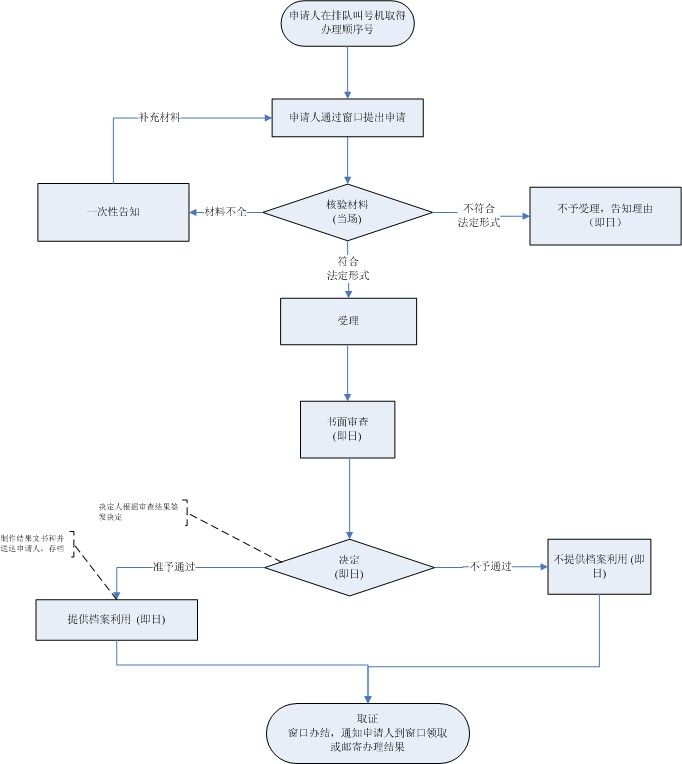 申请人在排队叫号机取得
办理顺序号
补充材料
申请人通过窗口提出申请
一次性告知
材料不全
核验材料
(当场)
不符合
法定形式
不予受理，告知理由
（即日）
符合
法定形式
受理
书面审查
(即日)
决定人根据审查结果签
发决定
制作结果文书和并
送达申请人，存档
准予通过
决定
(即日)
不予通过
不提供档案利用 (即
日)
提供档案利用 (即日)
取证
窗口办结，通知申请人到窗口领取
或邮寄办理结果